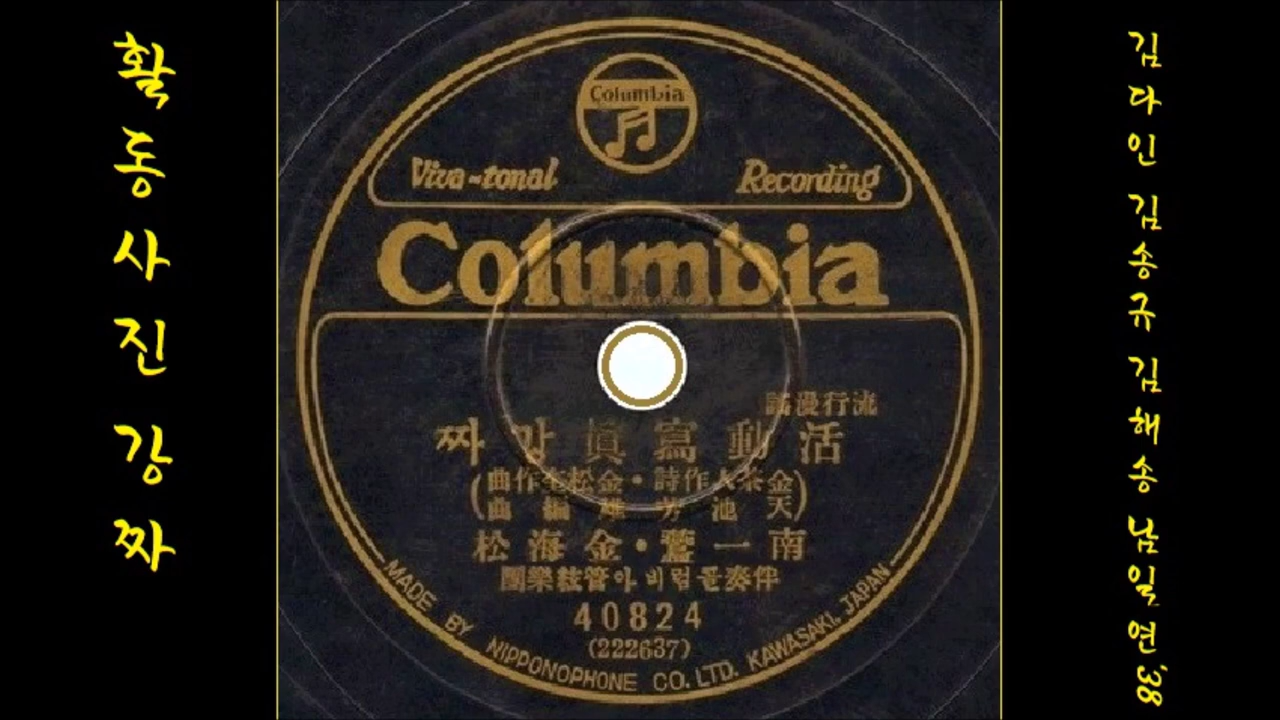 활동사진강짜
Columbia
Viva-tonal Recording
Columbia
流行漫話
活動寫眞강짜
(金茶人作詩・金松奎作曲
天池芳雄編曲)
南一鷰・金海松
伴奏콜럼비아管絃樂團
40824
(222637)
MADE BY NIPPONOPHONE CO. LTD. KAWASAKI, JAPAN
김다인 김송규 김해송 남일연 '38